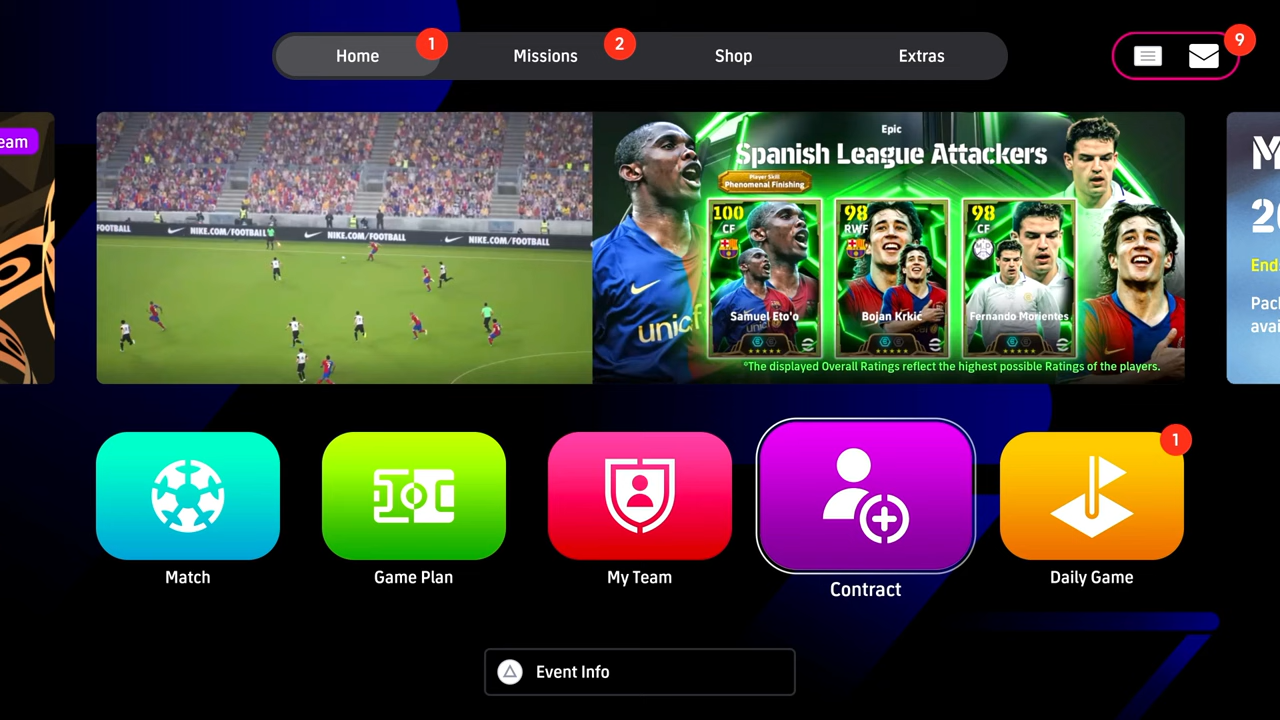 Home
1
Missions
2
Shop
Extras
9
eam
FOOTBALL
NIKE.COM/FOOTBALL
NIKE.COM/FOOTBALL
NIKE.COM/FOOTBALL
Epic
Spanish League Attackers
Player Skill
Phenomenal Finishing
100
CF
Samuel Eto'o
98
RWF
Bojan Krkić
98
CF
Fernando Morientes
unicef
*The displayed Overall Ratings reflect the highest possible Ratings of the players.
M
20
End
Pack
avai
Match
Game Plan
My Team
Contract
1
Daily Game
Event Info